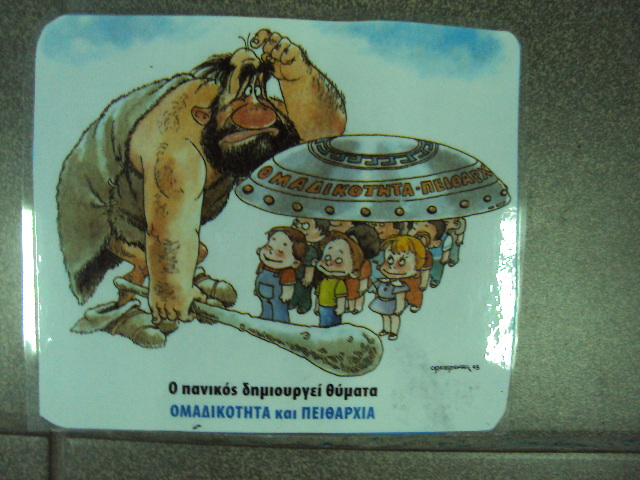 ΟΜΑΔΙΚΟΤΗΤΑ-ΠΕΙΘΑΡΧΙΑ
Ο πανικός δημιουργεί θύματα
ΟΜΑΔΙΚΟΤΗΤΑ και ΠΕΙΘΑΡΧΙΑ